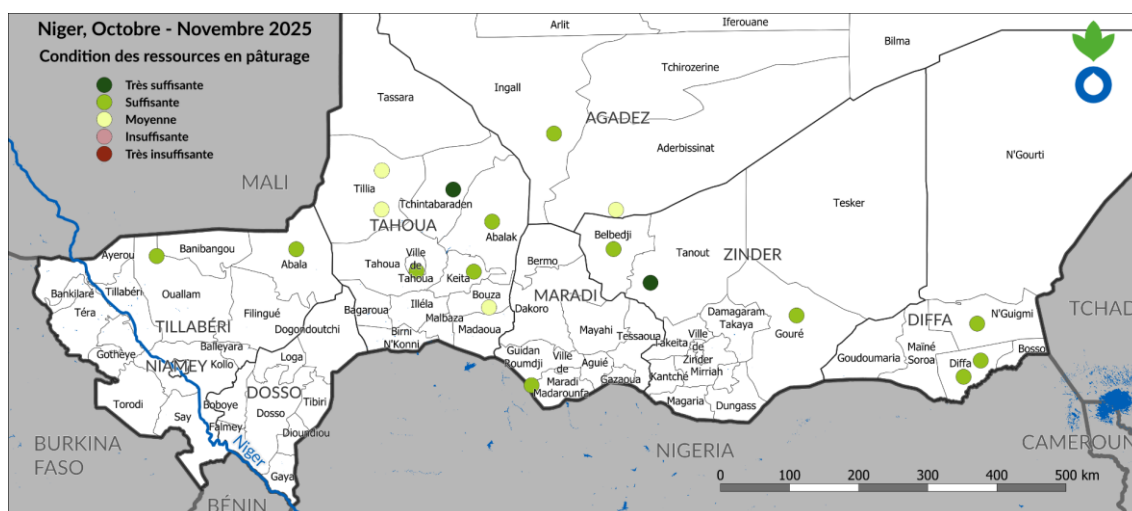 Niger, Octobre - Novembre 2025
Condition des ressources en pâturage
Très suffisante
Suffisante
Moyenne
Insuffisante
Très insuffisante
Arlit
Iferouane
Bilma
Tchirozerine
Ingall
Tassara
AGADEZ
Aderbissinat
N'Gourti
MALI
Tillia
Tchintabaraden
Tesker
TAHOUA
Abalak
Belbedji
Tanout
ZINDER
Ayerou
Banibangou
Abala
Tahoua
Ville
de
Tahoua
Keita
Bermo
Bankilaré
Tillabéri
Ouallam
Téra
Filingué
Bagaroua
Illéla
Bouza
Malbaza
Madaoua
Dakoro
MARADI
Mayahi
Tessaoua
Damagaram
Takaya
Gouré
DIFFA
N'Guigmi
TCHAD
TILLABÉRI
Dogondoutchi
Birni
N'Konni
Gotheye
Balleyara
NIAMEY
Kollo
Loga
Guidan
Roumdji
Ville
de
Maradi
Madarounfa
Aguié
Gazaoua
Takeita
Ville
de
Zinder
Mirriah
Kantché
Magaria
Dungass
Goudoumaria
Maïné
Soroa
Diffa
Bosso
Torodi
Say
Boboye
Falmey
DOSSO
Dosso
Tibiri
Dioundiou
Gaya
Niger
BURKINA
FASO
BÉNIN
NIGERIA
CAMEROUN
0 100 200 300 400 500 km